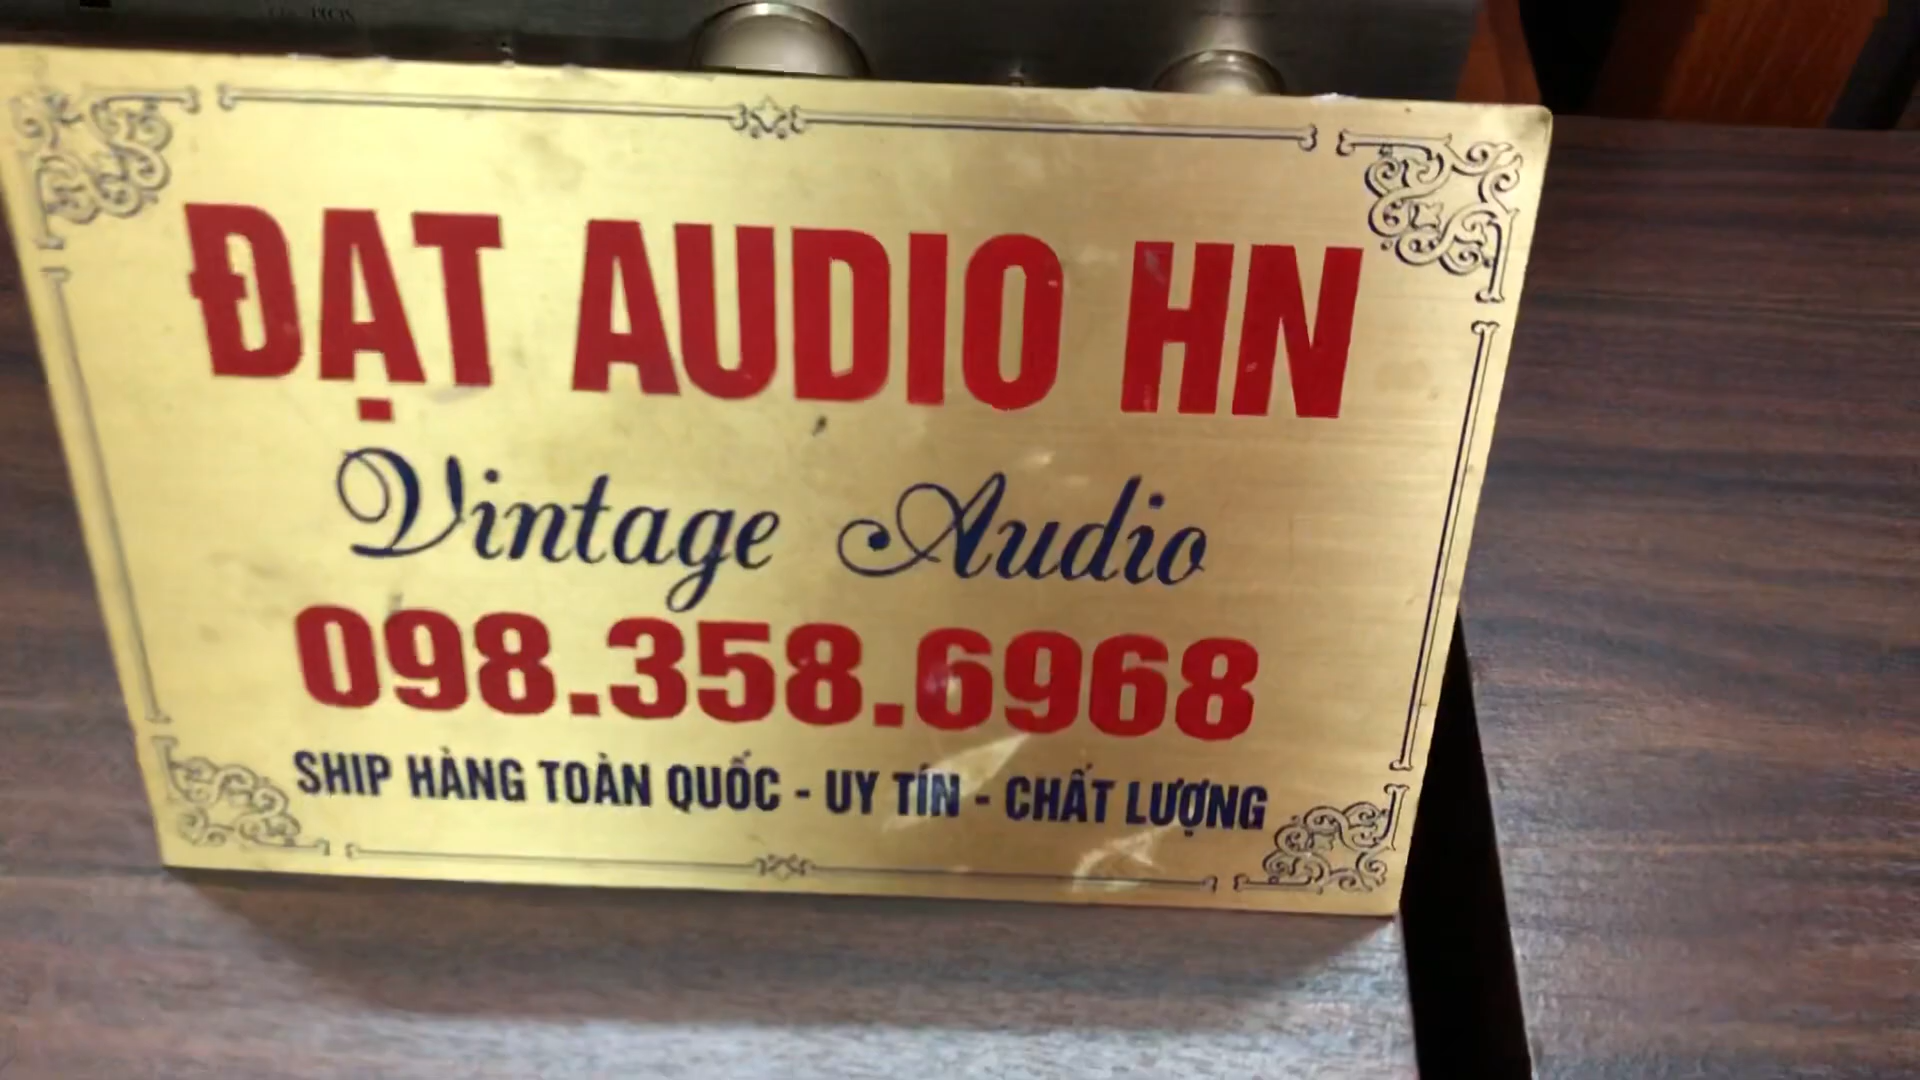 ĐẠT AUDIO HN
Vintage Audio
098.358.6968
SHIP HÀNG TOÀN QUỐC - UY TÍN - CHẤT LƯỢNG